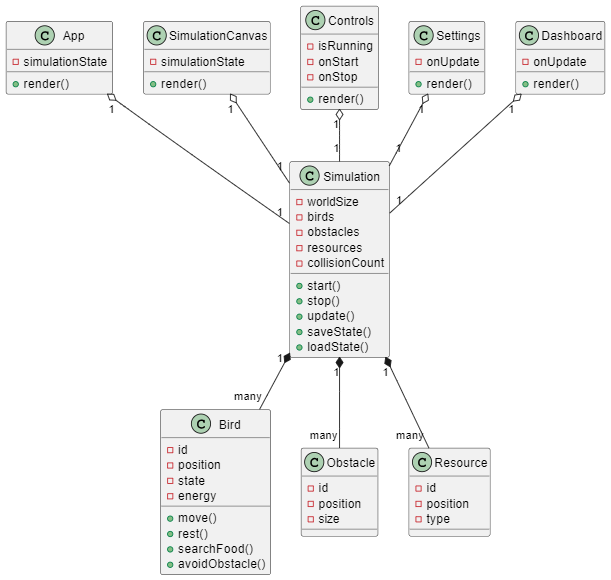 C App
simulationState
render()
C SimulationCanvas
simulationState
render()
C Controls
isRunning
onStart
onStop
render()
C Settings
onUpdate
render()
C Dashboard
onUpdate
render()
1
1
1
1
1
1
1
1
1
1
C Simulation
worldSize
birds
obstacles
resources
collisionCount
start()
stop()
update()
saveState()
loadState()
1
1
1
many
many
many
C Bird
id
position
state
energy
move()
rest()
searchFood()
avoidObstacle()
C Obstacle
id
position
size
C Resource
id
position
type